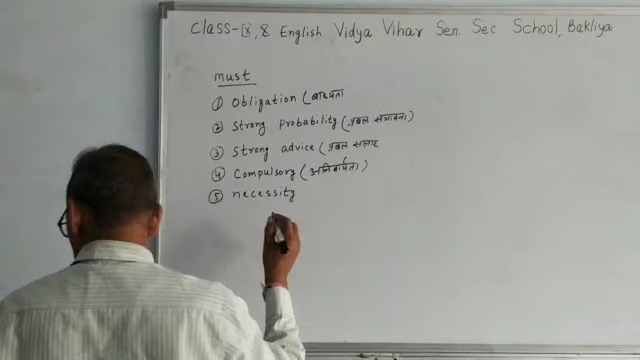 Class-8, 8 English Vidya Vihar Sen. Sec School, Bakliya
must
① Obligation (बाध्यता
② Strong probability (प्रबल संभावना)
③ Strong advice (प्रबल सलाह
④ Compulsory (अनिवार्यता)
⑤ necessity